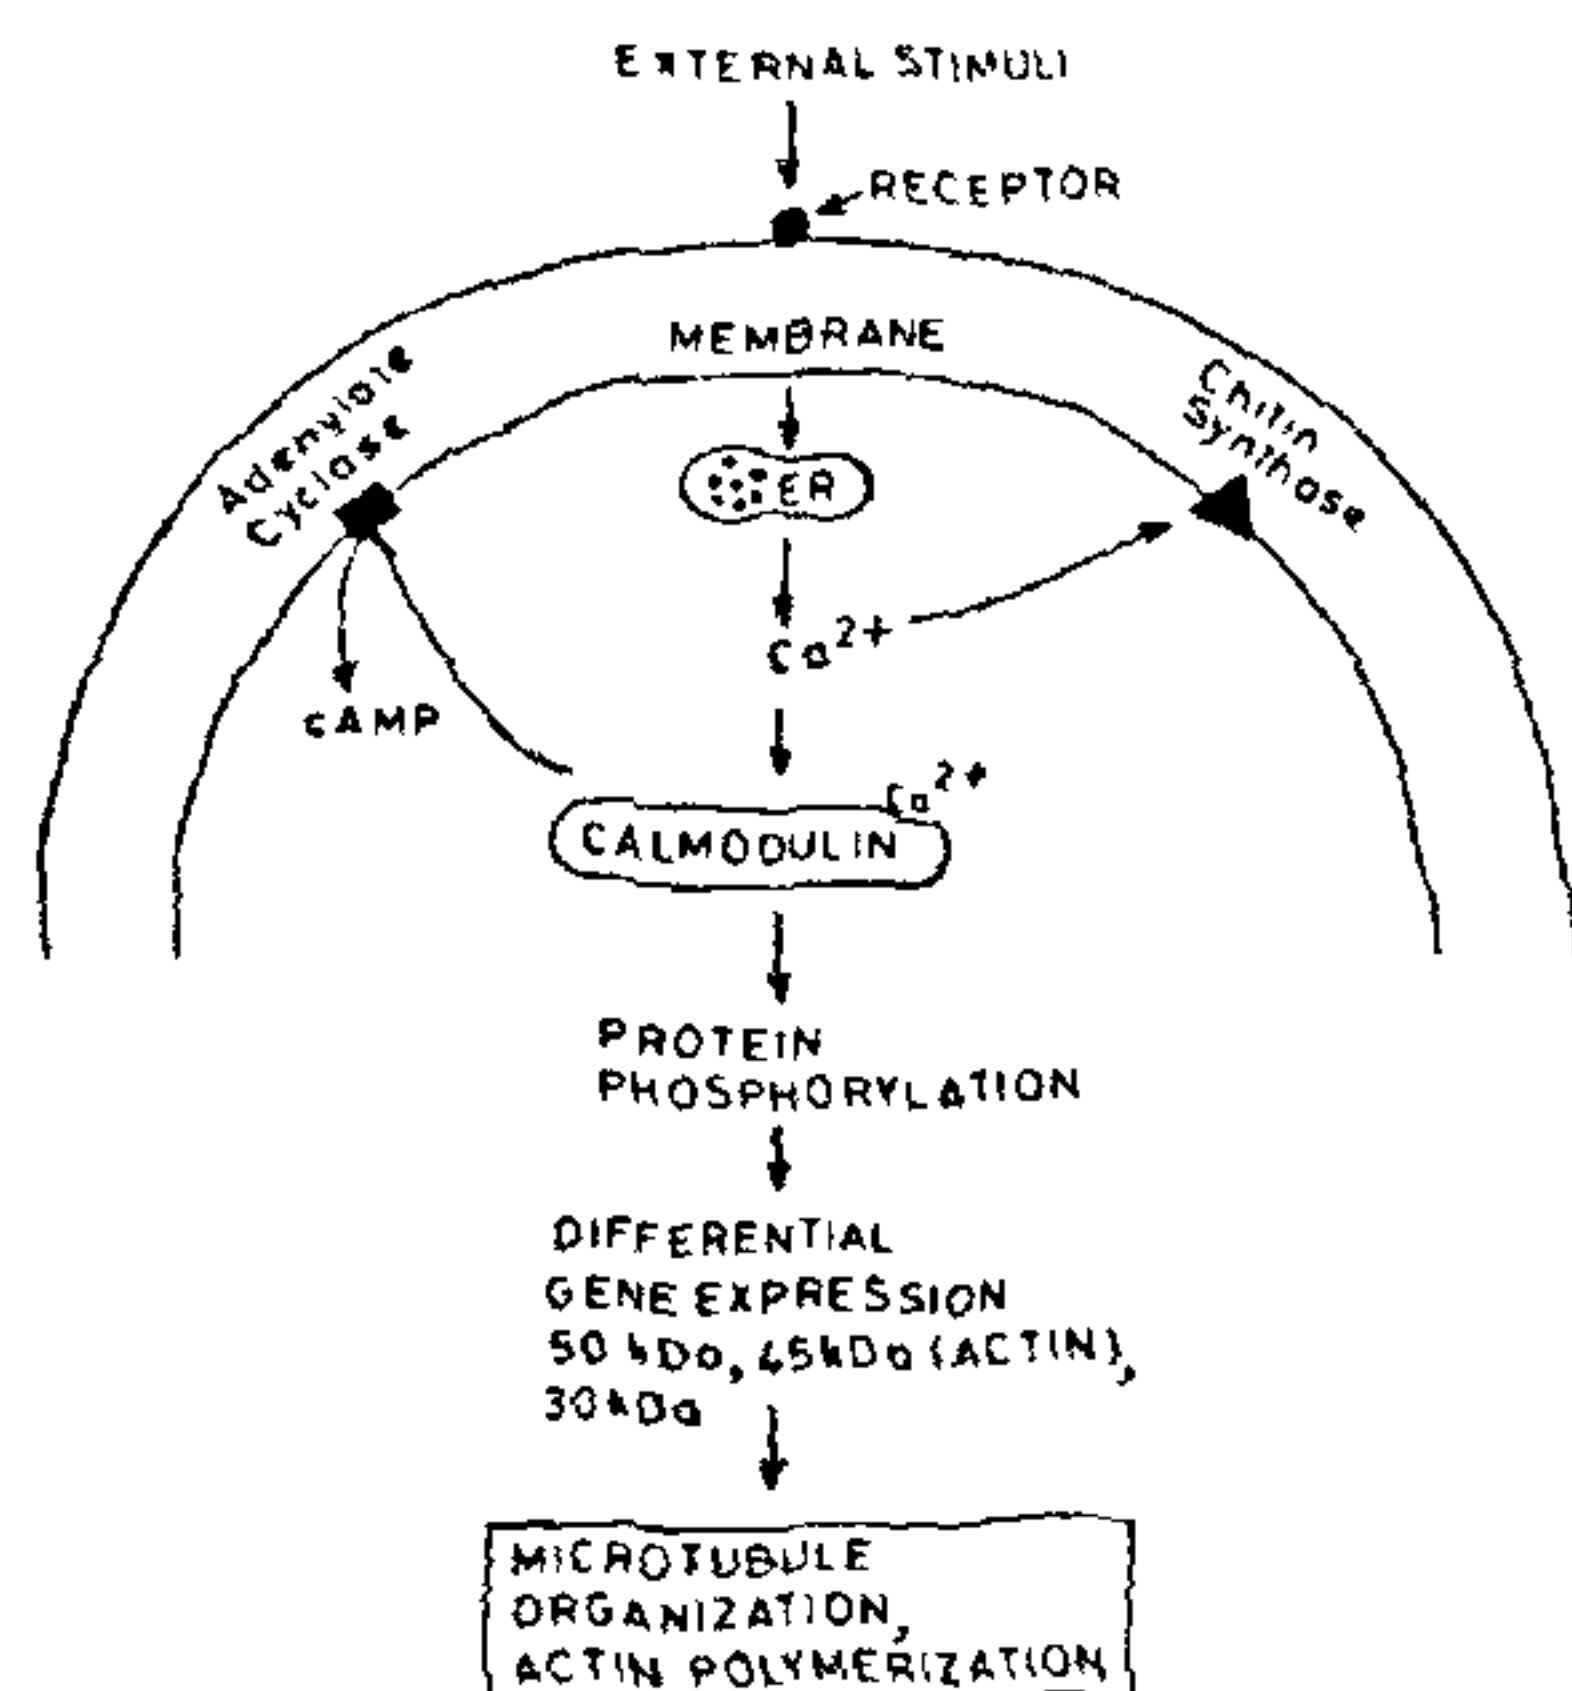 EXTERNAL STIMULI
RECEPTOR
MEMBRANE
Adenylate
Cyclase
Chitin
Synthase
ER
Ca2+
cAMP
Ca2+
CALMODULIN
PROTEIN
PHOSPHORYLATION
DIFFERENTIAL
GENE EXPRESSION
50 kDa, 45kDa (ACTIN),
30kDa
MICROTUBULE
ORGANIZATION,
ACTIN POLYMERIZATION